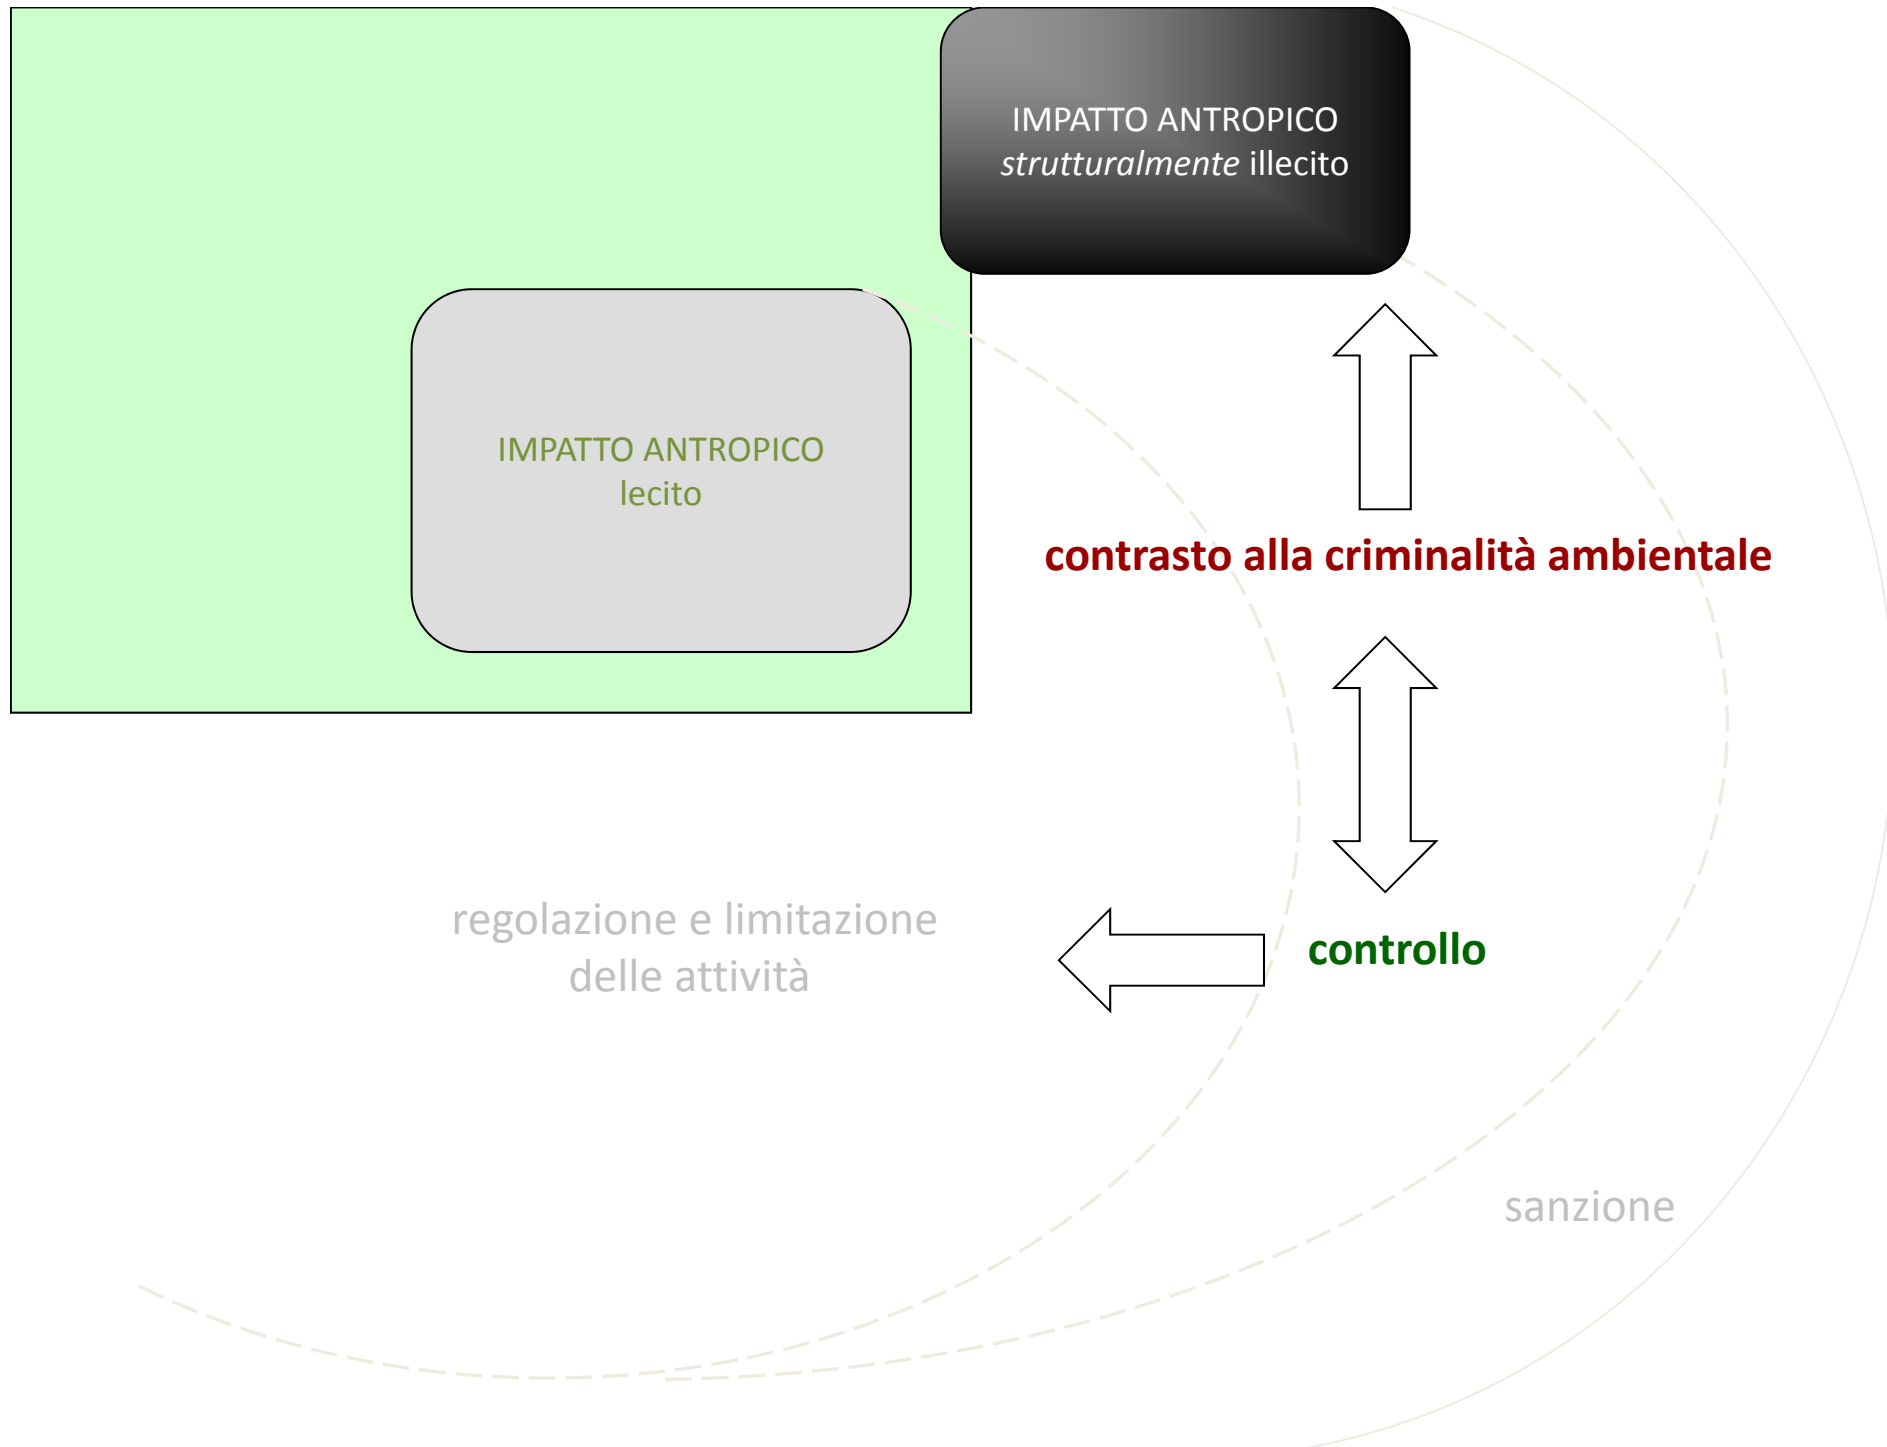 IMPATTO ANTROPICO
strutturalmente illecito
IMPATTO ANTROPICO
lecito
contrasto alla criminalità ambientale
regolazione e limitazione
delle attività
controllo
sanzione